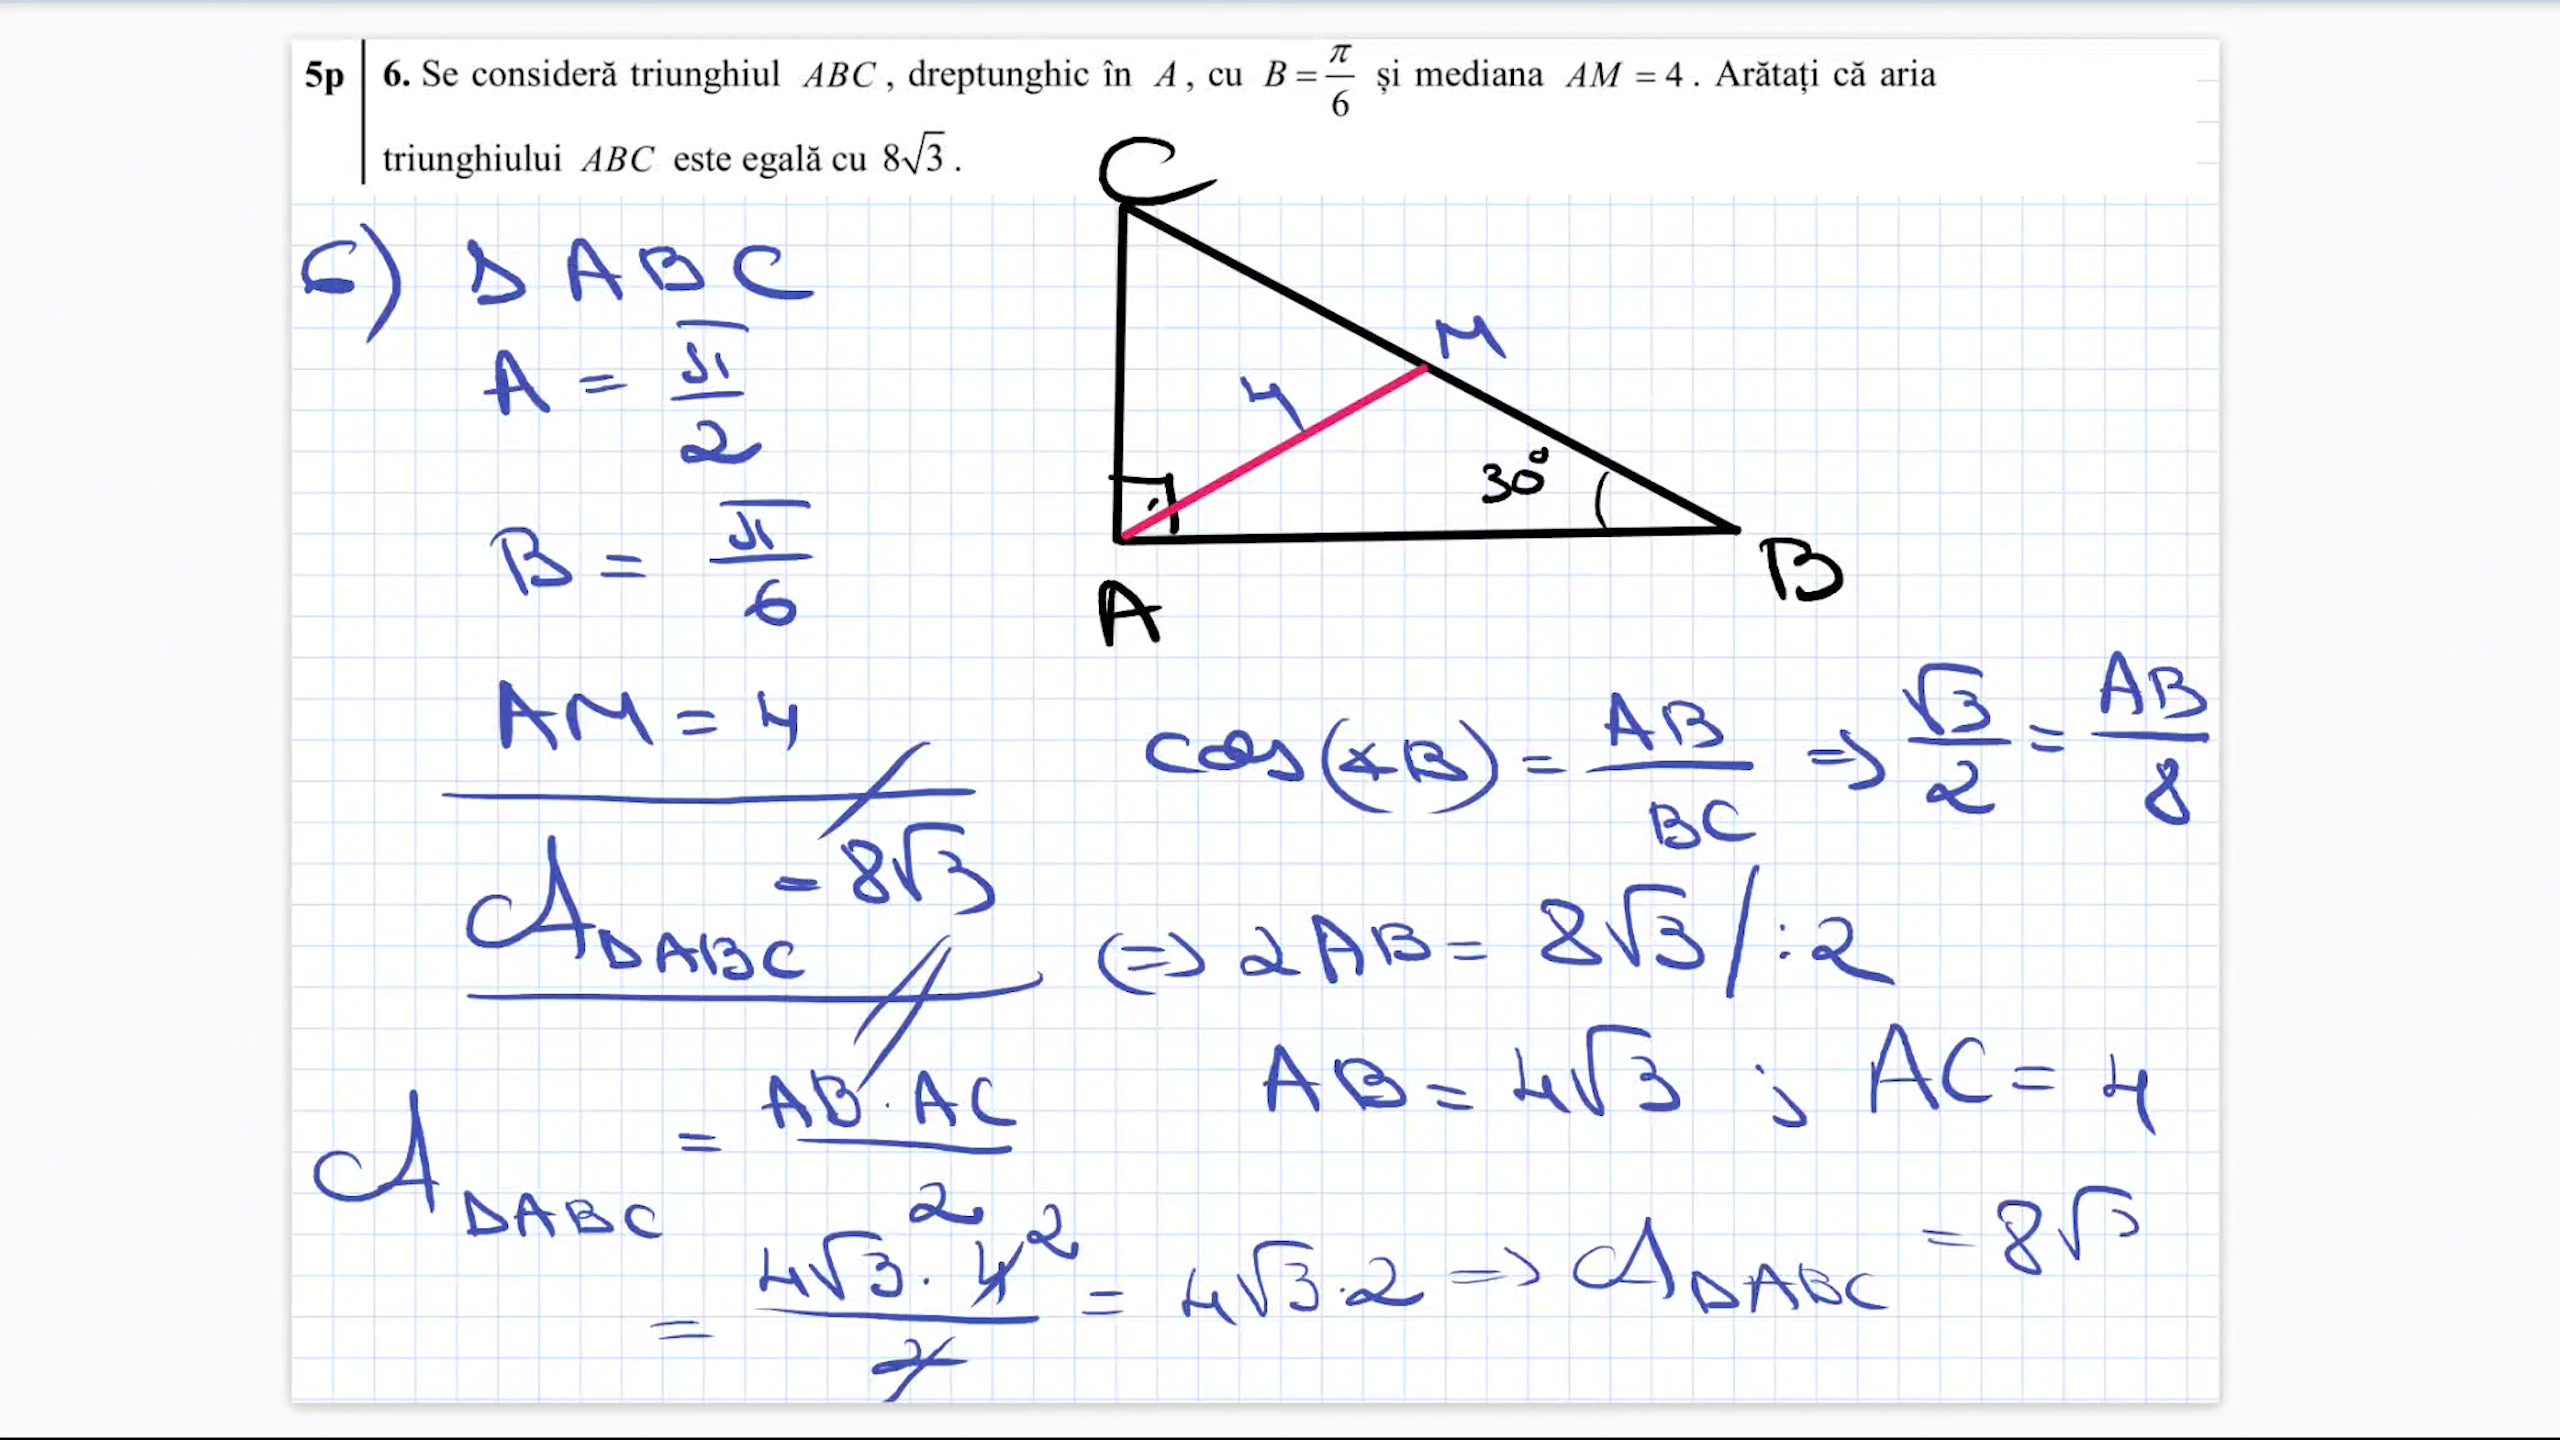 5p 6. Se consideră triunghiul ABC, dreptunghic în A, cu B = π/6 și mediana AM = 4. Arătați că aria
triunghiului ABC este egală cu 8√3.
6) Δ ABC
A = π/2
B = π/6
AM = 4
A ΔABC = 8√3
A ΔABC = AB · AC / 2
C
M
4
30°
A
B
cos(∢B) = AB/BC ⇒ √3/2 = AB/8
(=) 2AB = 8√3 / :2
AB = 4√3 ; AC = 4
= 4√3 · 4 2 / 2 = 4√3 · 2 ⇒ A ΔABC = 8√